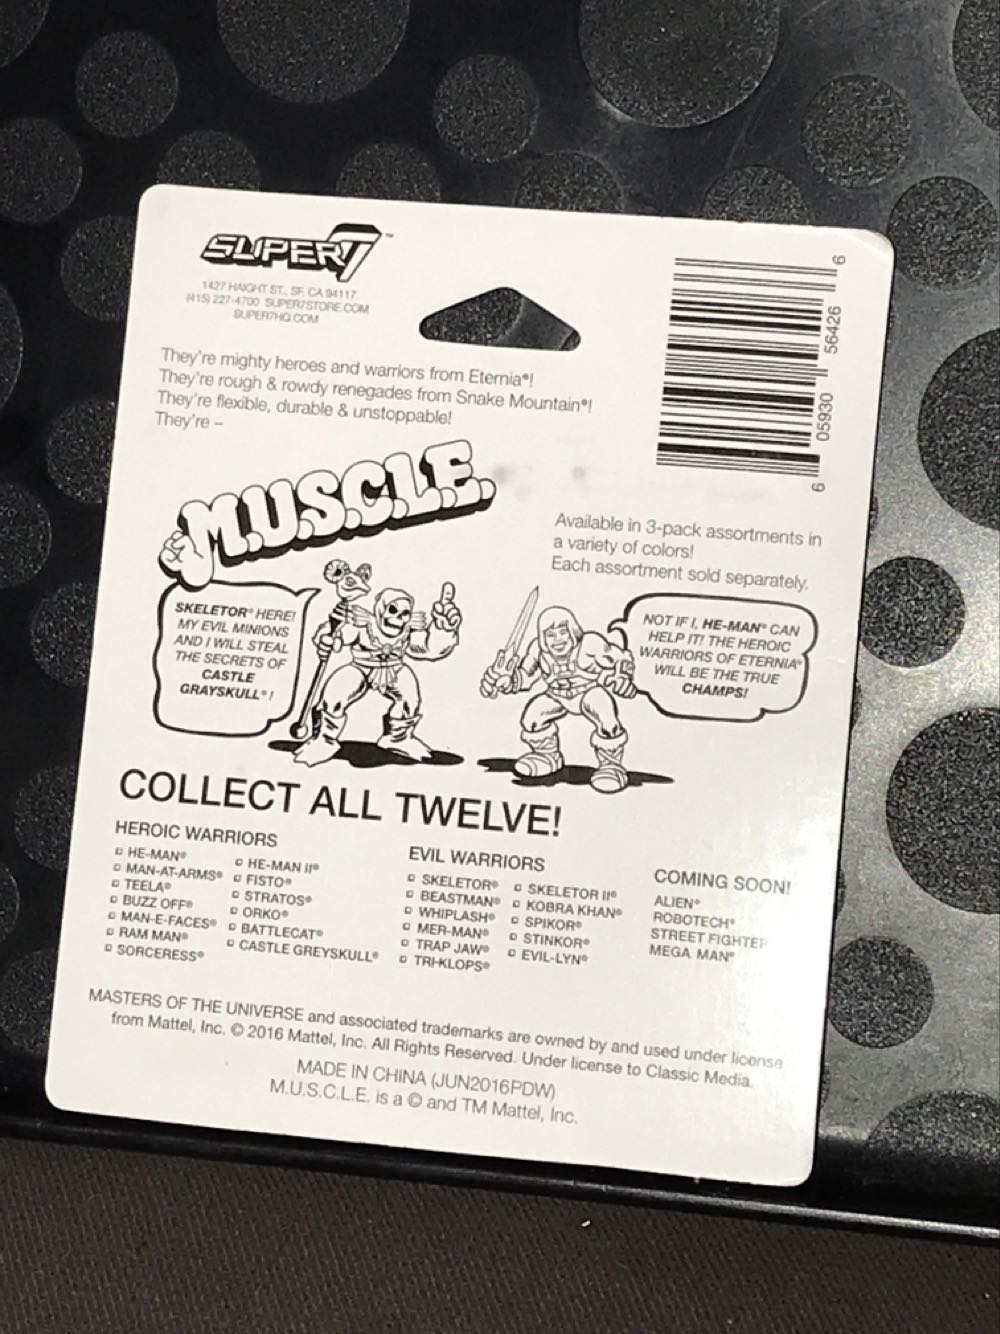 SUPER7™
1427 HAIGHT ST., SF, CA 94117
(415) 227-4700 SUPER7STORE.COM
SUPER7HQ.COM
6 05930 56426 6
They're mighty heroes and warriors from Eternia®!
They're rough & rowdy renegades from Snake Mountain®!
They're flexible, durable & unstoppable!
They're –
M.U.S.C.L.E.
Available in 3-pack assortments in
a variety of colors!
Each assortment sold separately.
SKELETOR® HERE!
MY EVIL MINIONS
AND I WILL STEAL
THE SECRETS OF
CASTLE
GRAYSKULL®!
NOT IF I, HE-MAN® CAN
HELP IT! THE HEROIC
WARRIORS OF ETERNIA®
WILL BE THE TRUE
CHAMPS!
COLLECT ALL TWELVE!
HEROIC WARRIORS
HE-MAN®
MAN-AT-ARMS®
TEELA®
BUZZ OFF®
MAN-E-FACES®
RAM MAN®
SORCERESS®
HE-MAN II®
FISTO®
STRATOS®
ORKO®
BATTLECAT®
CASTLE GREYSKULL®
EVIL WARRIORS
SKELETOR®
BEASTMAN®
WHIPLASH®
MER-MAN®
TRAP JAW®
TRI-KLOPS®
SKELETOR II®
KOBRA KHAN®
SPIKOR®
STINKOR®
EVIL-LYN®
COMING SOON!
ALIEN®
ROBOTECH®
STREET FIGHTER
MEGA MAN®
MASTERS OF THE UNIVERSE and associated trademarks are owned by and used under license
from Mattel, Inc. © 2016 Mattel, Inc. All Rights Reserved. Under license to Classic Media.
MADE IN CHINA (JUN2016PDW)
M.U.S.C.L.E. is a © and TM Mattel, Inc.